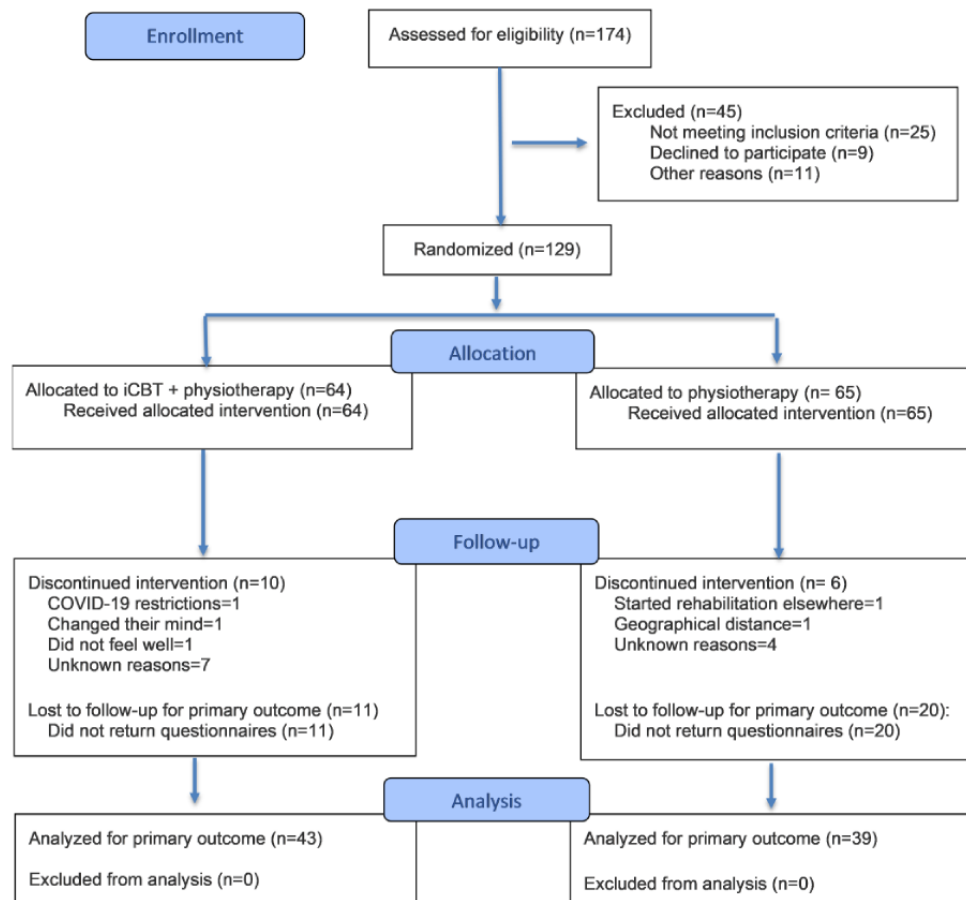 Enrollment
Assessed for eligibility (n=174)
Excluded (n=45)
Not meeting inclusion criteria (n=25)
Declined to participate (n=9)
Other reasons (n=11)
Randomized (n=129)
Allocation
Allocated to iCBT + physiotherapy (n=64)
Received allocated intervention (n=64)
Allocated to physiotherapy (n= 65)
Received allocated intervention (n=65)
Follow-up
Discontinued intervention (n=10)
COVID-19 restrictions=1
Changed their mind=1
Did not feel well=1
Unknown reasons=7
Lost to follow-up for primary outcome (n=11)
Did not return questionnaires (n=11)
Discontinued intervention (n= 6)
Started rehabilitation elsewhere=1
Geographical distance=1
Unknown reasons=4
Lost to follow-up for primary outcome (n=20):
Did not return questionnaires (n=20)
Analysis
Analyzed for primary outcome (n=43)
Excluded from analysis (n=0)
Analyzed for primary outcome (n=39)
Excluded from analysis (n=0)